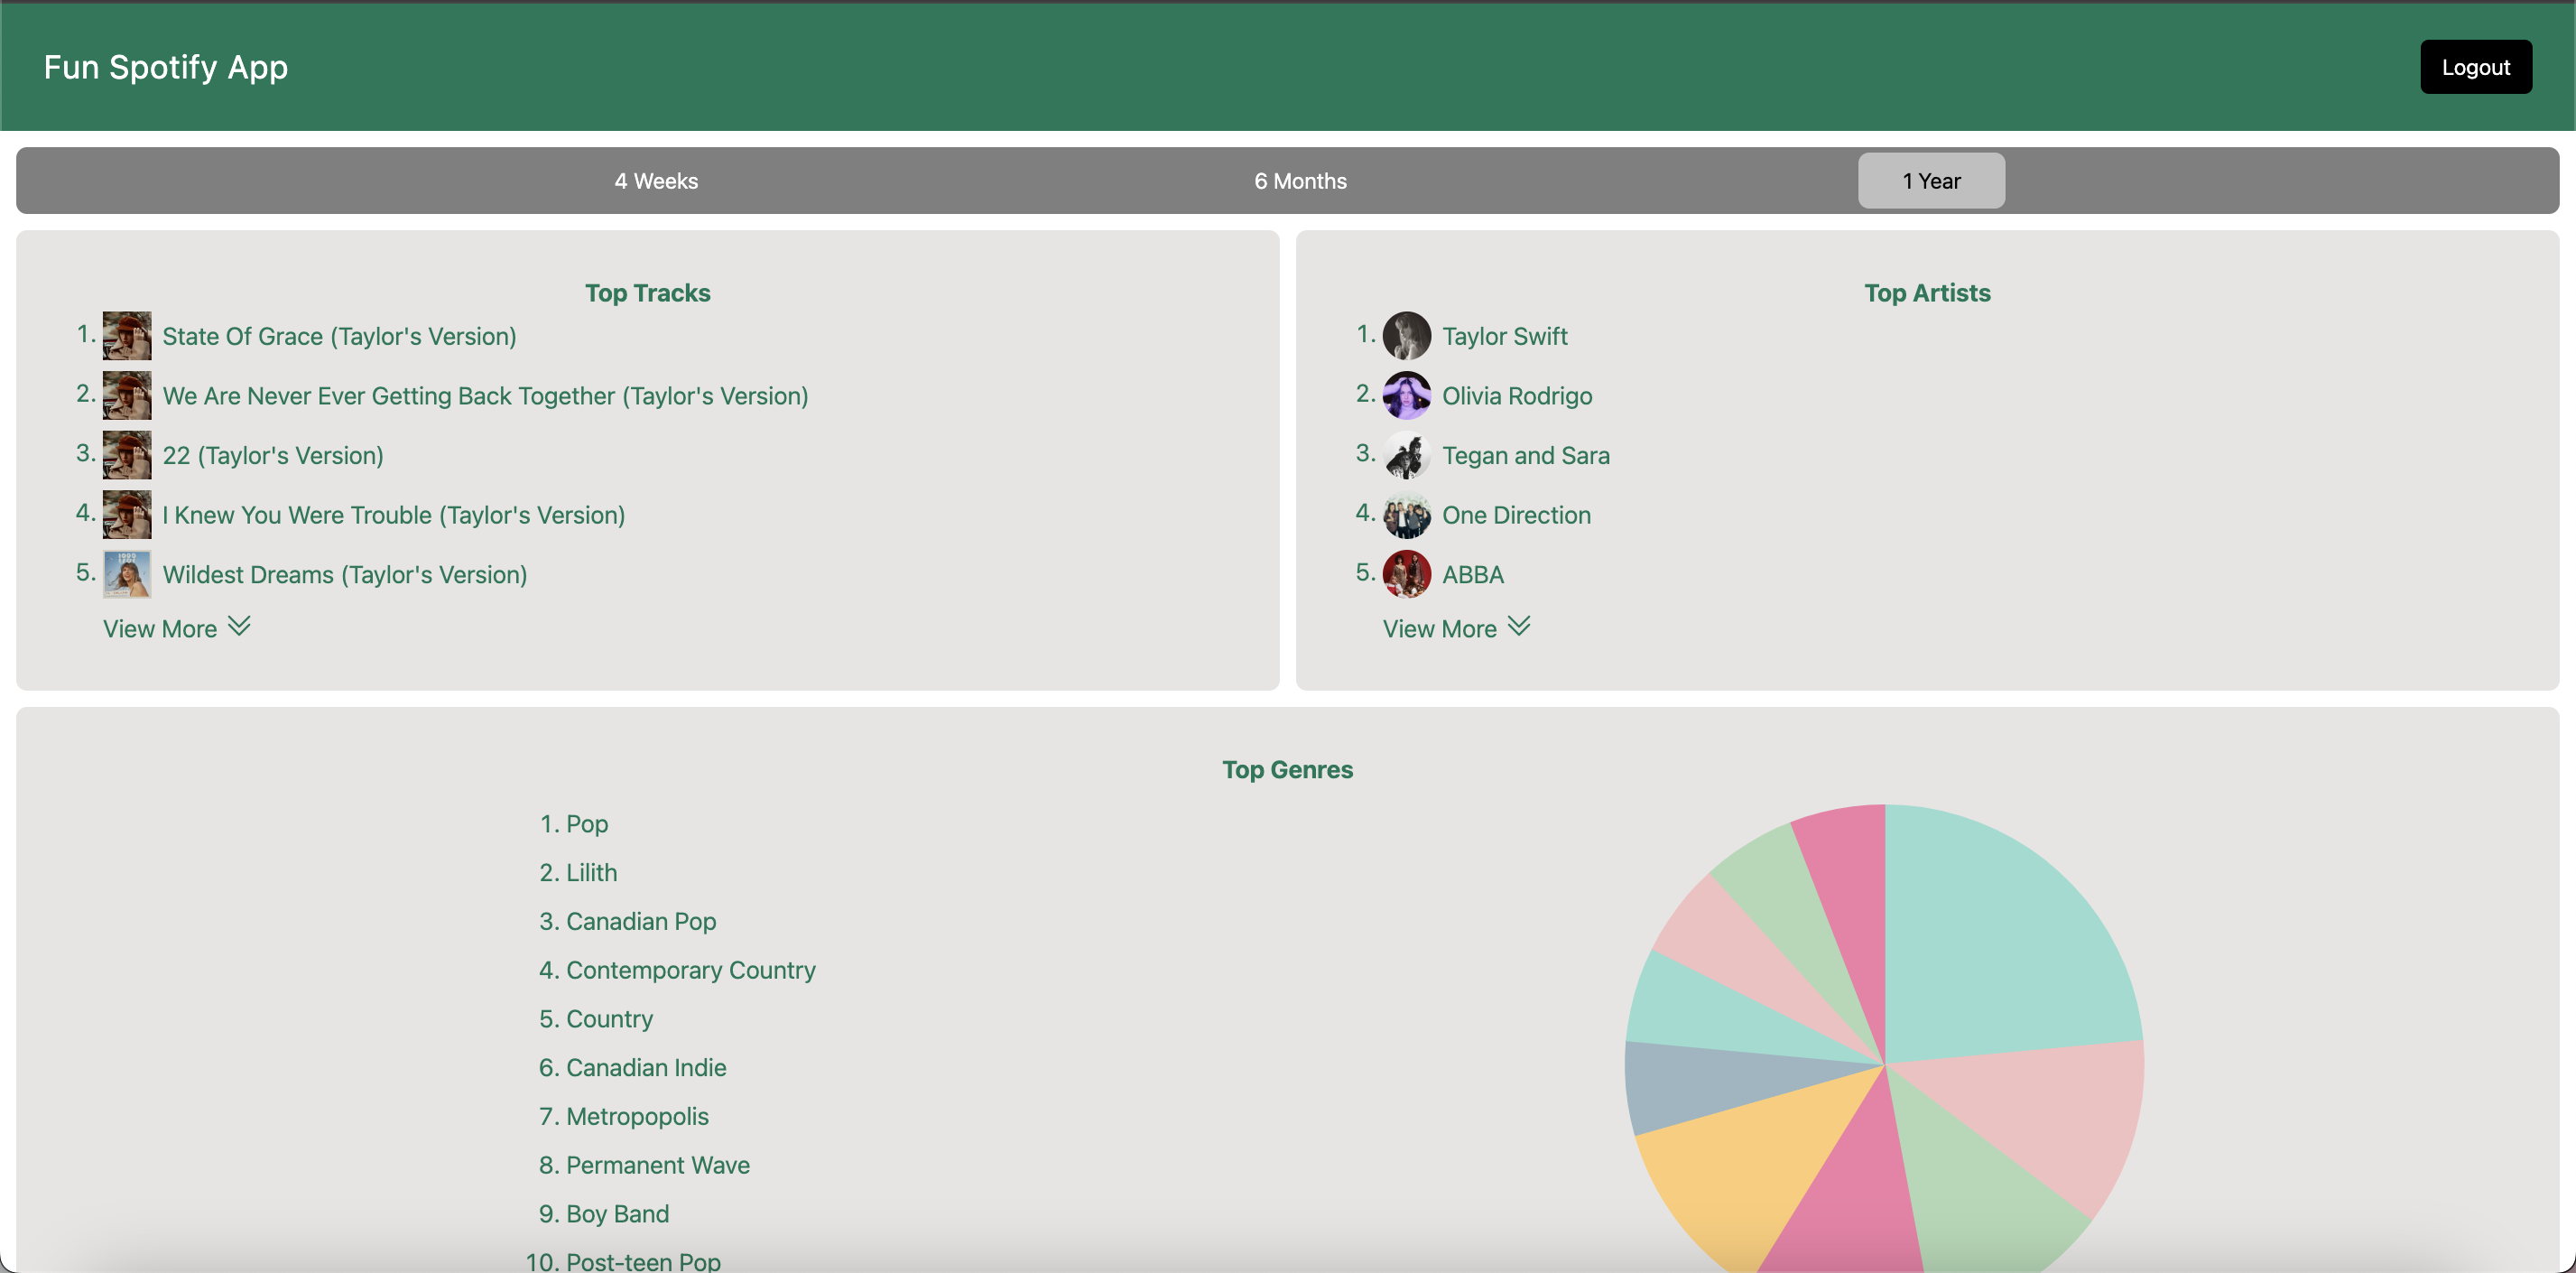 Fun Spotify App
Logout
4 Weeks
6 Months
1 Year
Top Tracks
1. State Of Grace (Taylor's Version)
2. We Are Never Ever Getting Back Together (Taylor's Version)
3. 22 (Taylor's Version)
4. I Knew You Were Trouble (Taylor's Version)
5. Wildest Dreams (Taylor's Version)
View More
Top Artists
1. Taylor Swift
2. Olivia Rodrigo
3. Tegan and Sara
4. One Direction
5. ABBA
View More
Top Genres
1. Pop
2. Lilith
3. Canadian Pop
4. Contemporary Country
5. Country
6. Canadian Indie
7. Metropopolis
8. Permanent Wave
9. Boy Band
10. Post-teen Pop